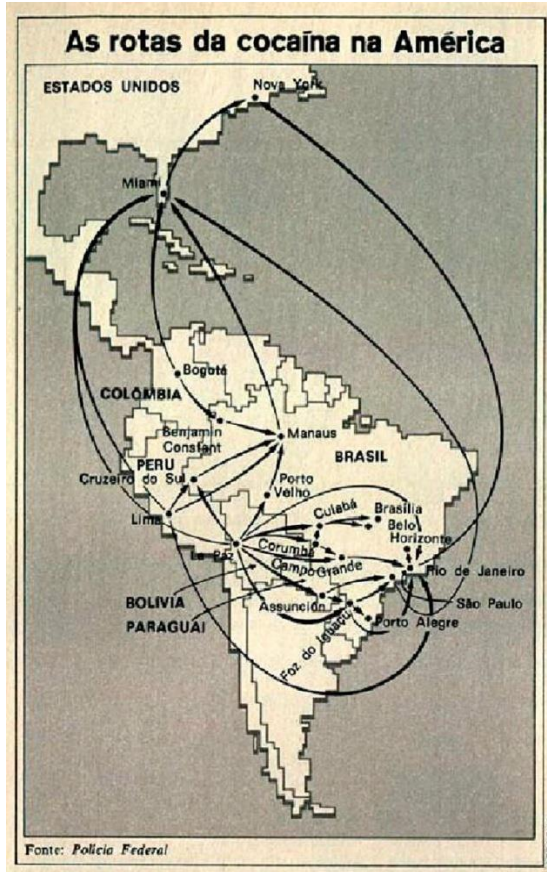 As rotas da cocaína na América
ESTADOS UNIDOS
Nova York
Miami
Bogotá
COLÔMBIA
Benjamin
Constant
Manaus
PERU
BRASIL
Cruzeiro do Sul
Porto
Velho
Lima
Cuiabá
Brasília
Belo
Horizonte
La Paz
Corumbá
Campo Grande
Rio de Janeiro
BOLÍVIA
Assunción
São Paulo
PARAGUAI
Foz do Iguaçu
Porto Alegre
Fonte: Polícia Federal